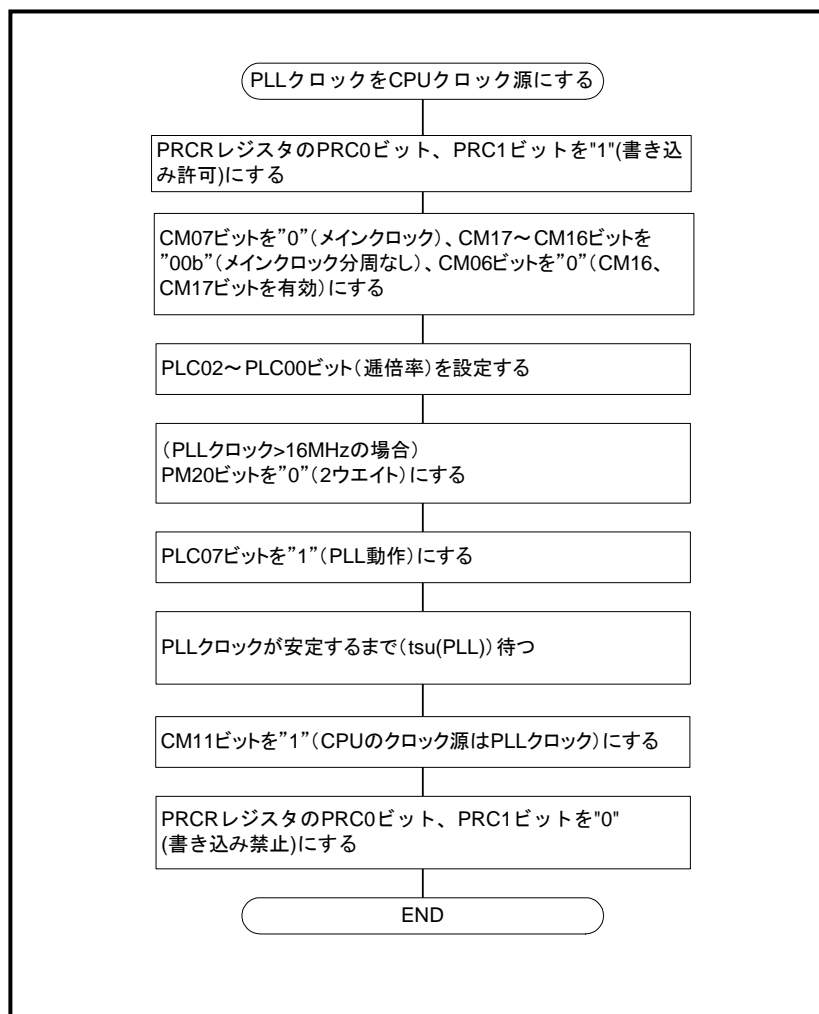 PLLクロックをCPUクロック源にする
PRCRレジスタのPRC0ビット、PRC1ビットを"1"(書き込
み許可)にする
CM07ビットを”0”（メインクロック）、CM17～CM16ビットを
”00b”（メインクロック分周なし）、CM06ビットを”0”（CM16、
CM17ビットを有効）にする
PLC02～PLC00ビット（逓倍率）を設定する
（PLLクロック>16MHzの場合）
PM20ビットを”0”（2ウエイト）にする
PLC07ビットを”1”（PLL動作）にする
PLLクロックが安定するまで（tsu(PLL)）待つ
CM11ビットを”1”（CPUのクロック源はPLLクロック）にする
PRCRレジスタのPRC0ビット、PRC1ビットを"0"
(書き込み禁止)にする
END